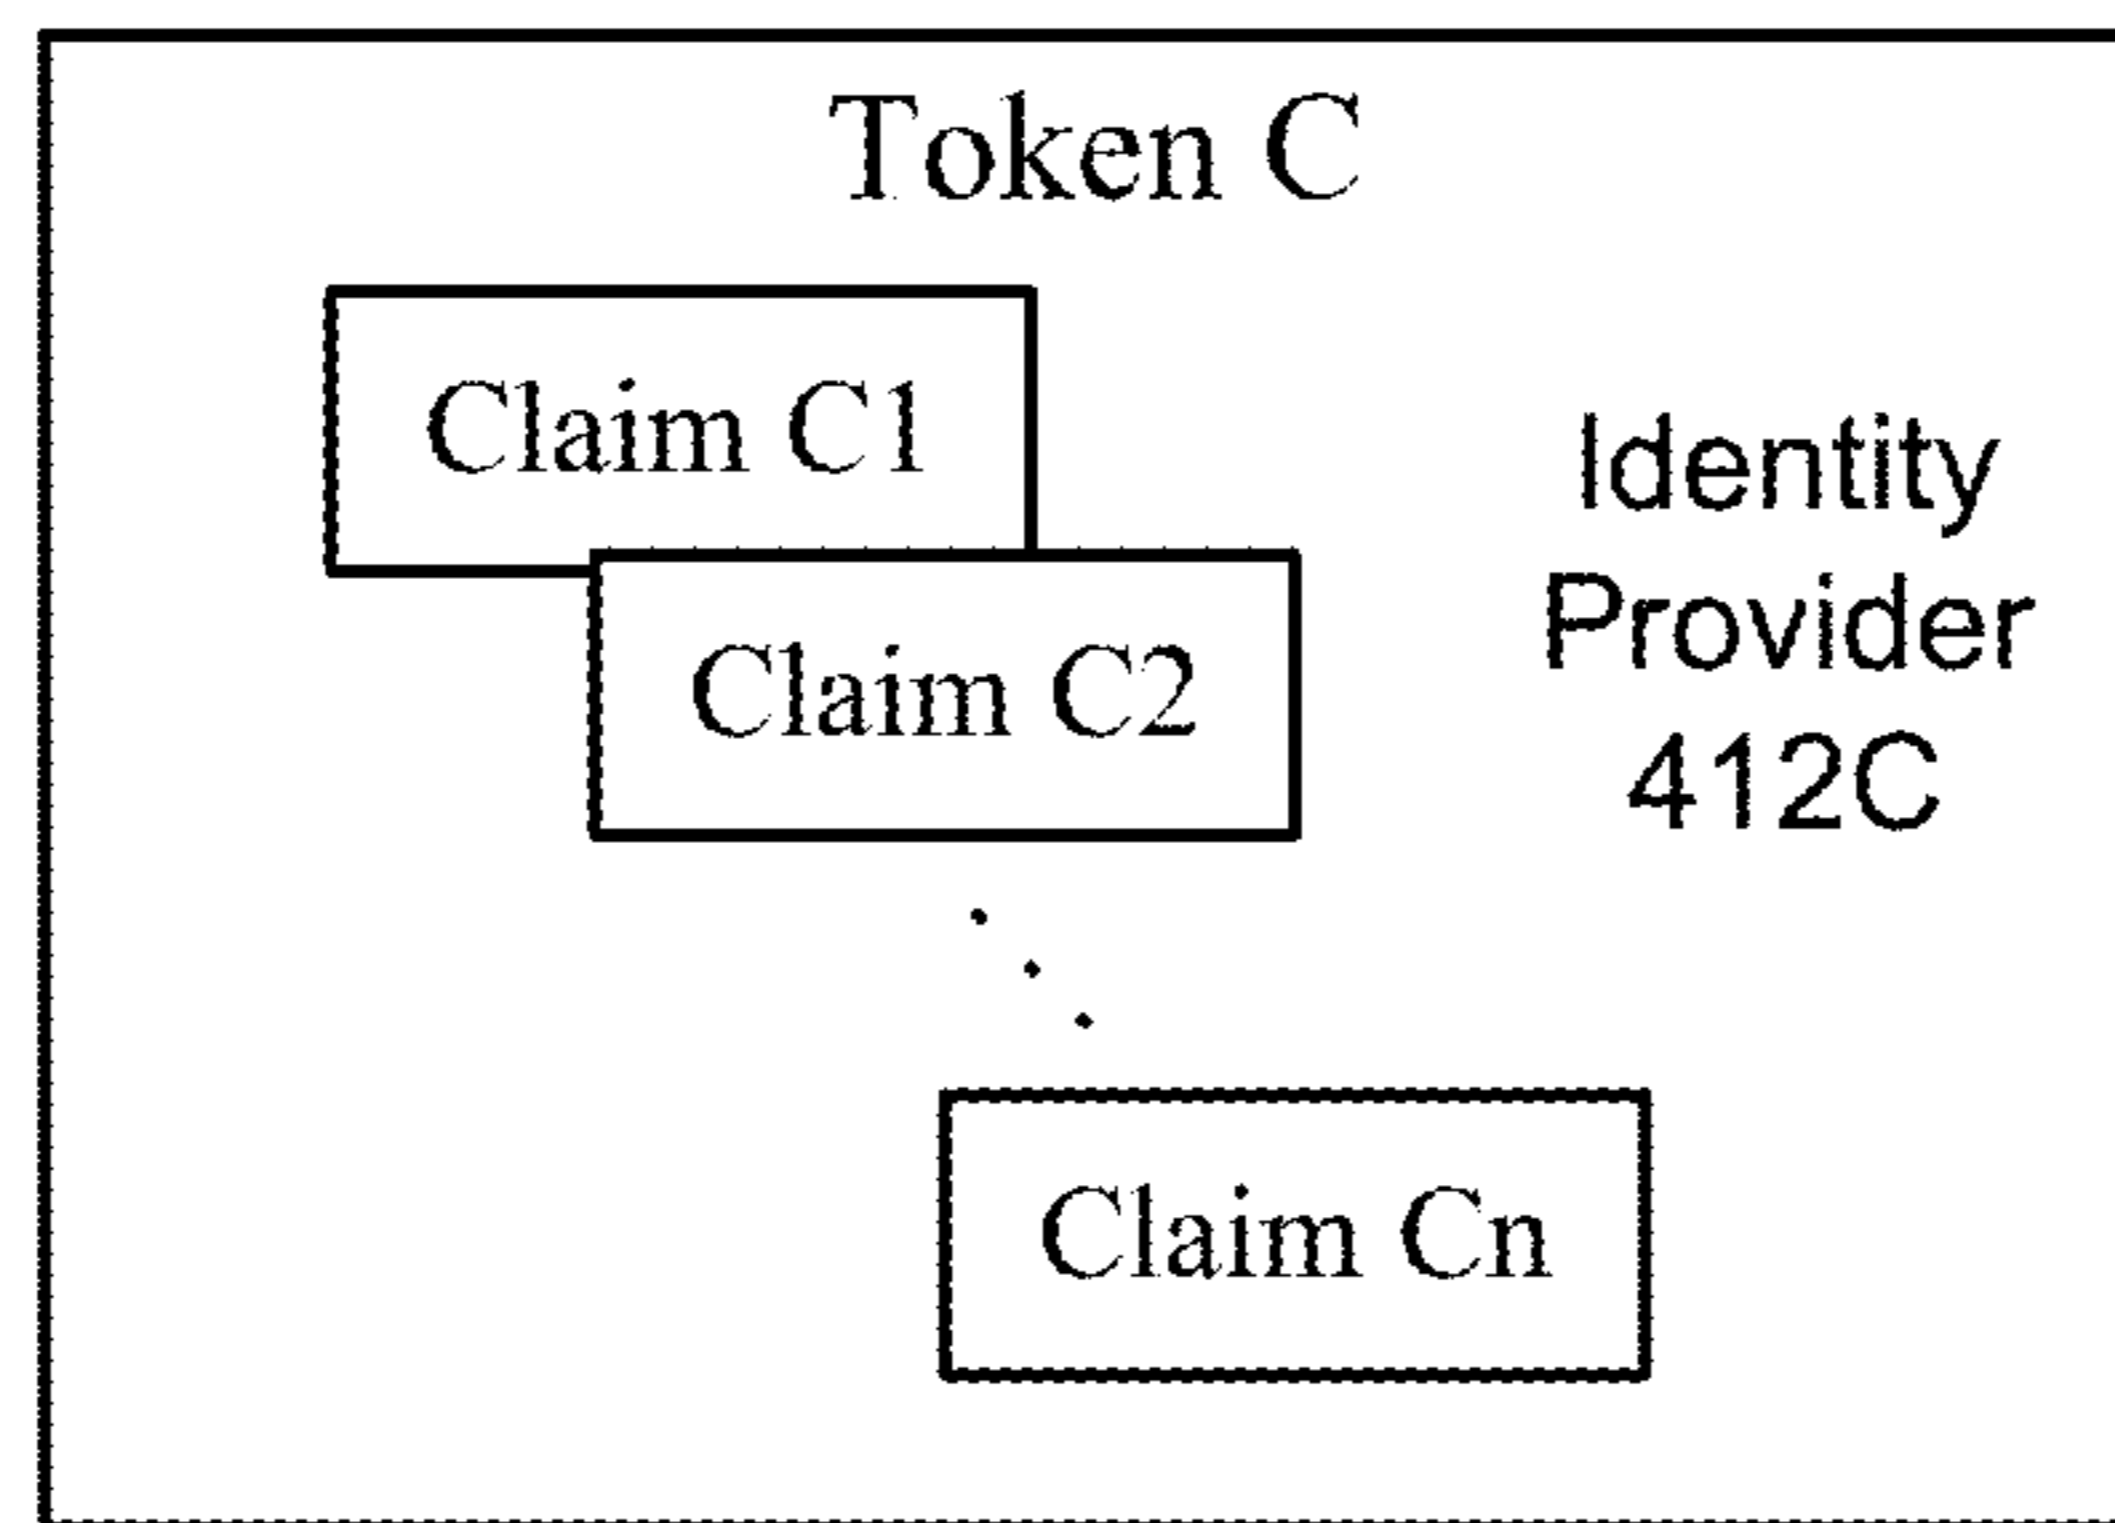 Token C
Claim C1
Claim C2
Claim Cn
Identity
Provider
412C